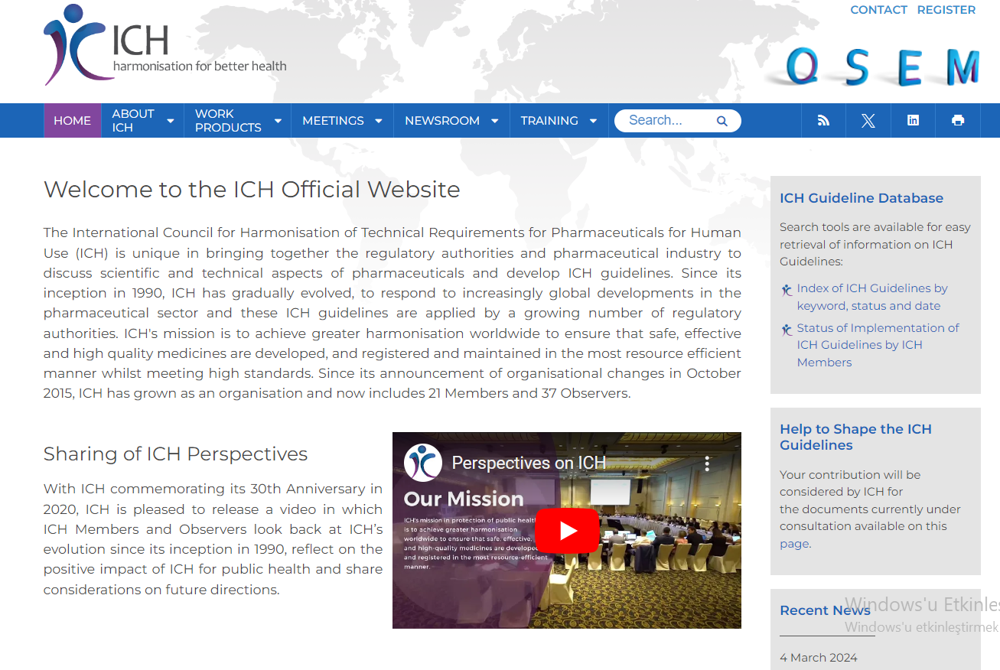 CONTACT REGISTER
ICH
harmonisation for better health
Q S E M
HOME
ABOUT
ICH
WORK
PRODUCTS
MEETINGS
NEWSROOM
TRAINING
Search...
Welcome to the ICH Official Website
The International Council for Harmonisation of Technical Requirements for Pharmaceuticals for Human
Use (ICH) is unique in bringing together the regulatory authorities and pharmaceutical industry to
discuss scientific and technical aspects of pharmaceuticals and develop ICH guidelines. Since its
inception in 1990, ICH has gradually evolved, to respond to increasingly global developments in the
pharmaceutical sector and these ICH guidelines are applied by a growing number of regulatory
authorities. ICH's mission is to achieve greater harmonisation worldwide to ensure that safe, effective
and high quality medicines are developed, and registered and maintained in the most resource efficient
manner whilst meeting high standards. Since its announcement of organisational changes in October
2015, ICH has grown as an organisation and now includes 21 Members and 37 Observers.
Sharing of ICH Perspectives
With ICH commemorating its 30th Anniversary in
2020, ICH is pleased to release a video in which
ICH Members and Observers look back at ICH’s
evolution since its inception in 1990, reflect on the
positive impact of ICH for public health and share
considerations on future directions.
Perspectives on ICH
Our Mission
ICH's mission in protection of public health
is to achieve greater harmonisation
worldwide to ensure that safe, effective,
and high-quality medicines are developed
and registered in the most resource-efficient
manner.
ICH Guideline Database
Search tools are available for easy
retrieval of information on ICH
Guidelines:
Index of ICH Guidelines by
keyword, status and date
Status of Implementation of
ICH Guidelines by ICH
Members
Help to Shape the ICH
Guidelines
Your contribution will be
considered by ICH for
the documents currently under
consultation available on this
page.
Recent News
4 March 2024
Windows'u Etkinleş
Windows'u etkinleştirmek